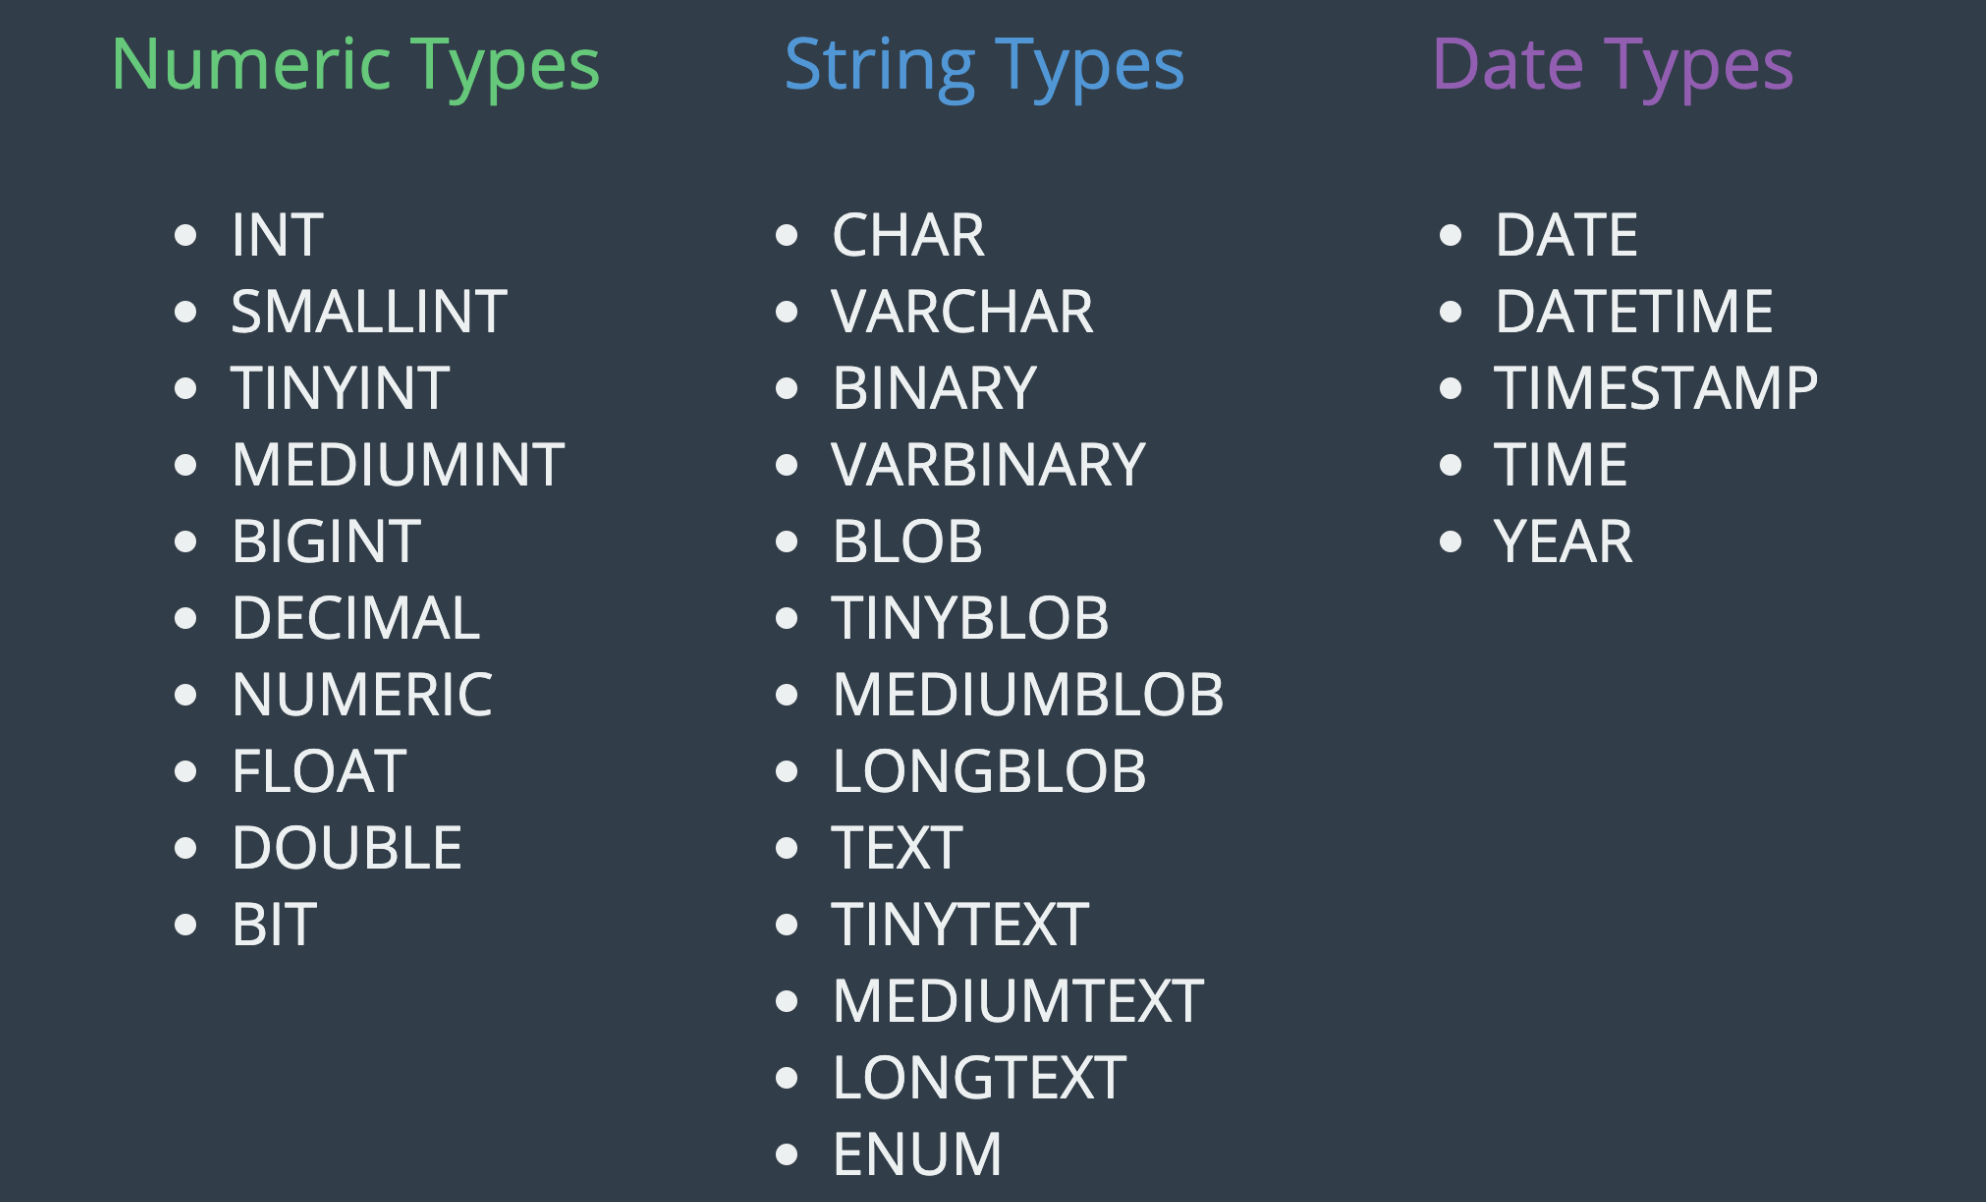 Numeric Types
INT
SMALLINT
TINYINT
MEDIUMINT
BIGINT
DECIMAL
NUMERIC
FLOAT
DOUBLE
BIT
String Types
CHAR
VARCHAR
BINARY
VARBINARY
BLOB
TINYBLOB
MEDIUMBLOB
LONGBLOB
TEXT
TINYTEXT
MEDIUMTEXT
LONGTEXT
ENUM
Date Types
DATE
DATETIME
TIMESTAMP
TIME
YEAR